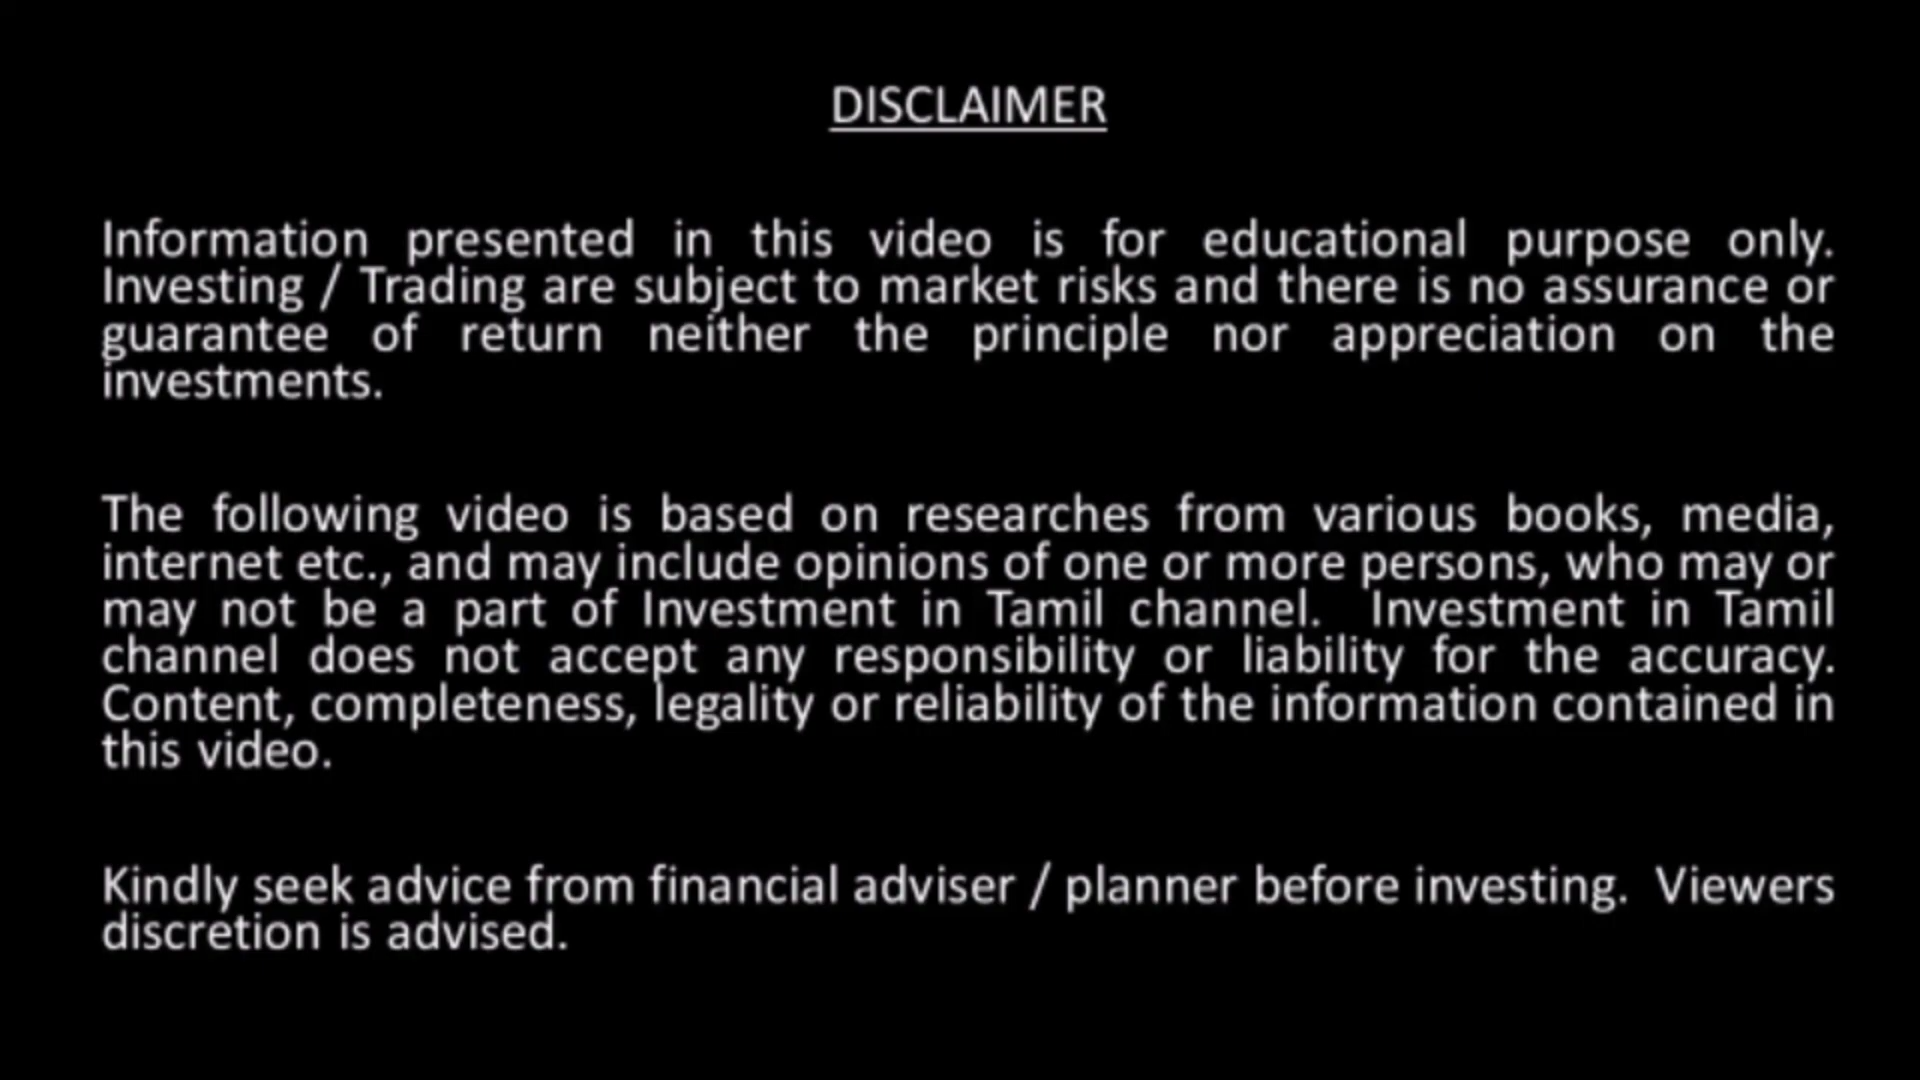 DISCLAIMER
Information presented in this video is for educational purpose only.
Investing / Trading are subject to market risks and there is no assurance or
guarantee of return neither the principle nor appreciation on the
investments.
The following video is based on researches from various books, media,
internet etc., and may include opinions of one or more persons, who may or
may not be a part of Investment in Tamil channel. Investment in Tamil
channel does not accept any responsibility or liability for the accuracy.
Content, completeness, legality or reliability of the information contained in
this video.
Kindly seek advice from financial adviser / planner before investing. Viewers
discretion is advised.